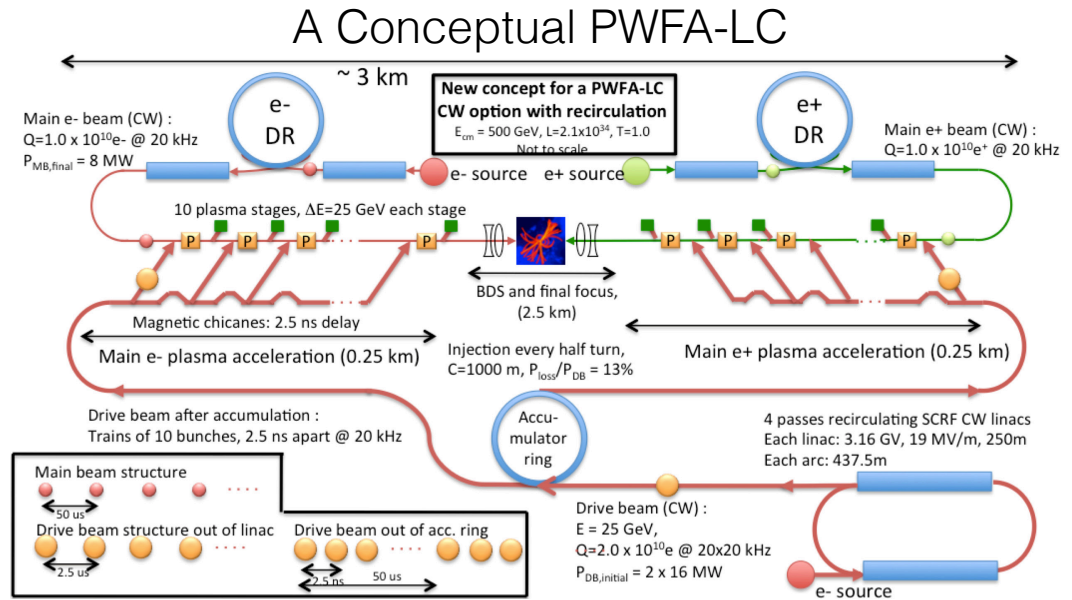 A Conceptual PWFA-LC
~ 3 km
New concept for a PWFA-LC
CW option with recirculation
E_cm = 500 GeV, L=2.1x10^34, T=1.0
Not to scale
Main e- beam (CW) :
Q=1.0 x 10^10e- @ 20 kHz
P_MB,final = 8 MW
e-
DR
e+
DR
Main e+ beam (CW) :
Q=1.0 x 10^10e^+ @ 20 kHz
e- source
e+ source
10 plasma stages, ΔE=25 GeV each stage
P
P
P
P
P
P
P
P
BDS and final focus,
(2.5 km)
Magnetic chicanes: 2.5 ns delay
Main e- plasma acceleration (0.25 km)
Main e+ plasma acceleration (0.25 km)
Injection every half turn,
C=1000 m, P_loss/P_DB = 13%
Drive beam after accumulation :
Trains of 10 bunches, 2.5 ns apart @ 20 kHz
Accu-
mulator
ring
4 passes recirculating SCRF CW linacs
Each linac: 3.16 GV, 19 MV/m, 250m
Each arc: 437.5m
Main beam structure
50 us
Drive beam structure out of linac
2.5 us
Drive beam out of acc. ring
2.5 ns
50 us
Drive beam (CW) :
E = 25 GeV,
Q=2.0 x 10^10e @ 20x20 kHz
P_DB,initial = 2 x 16 MW
e- source